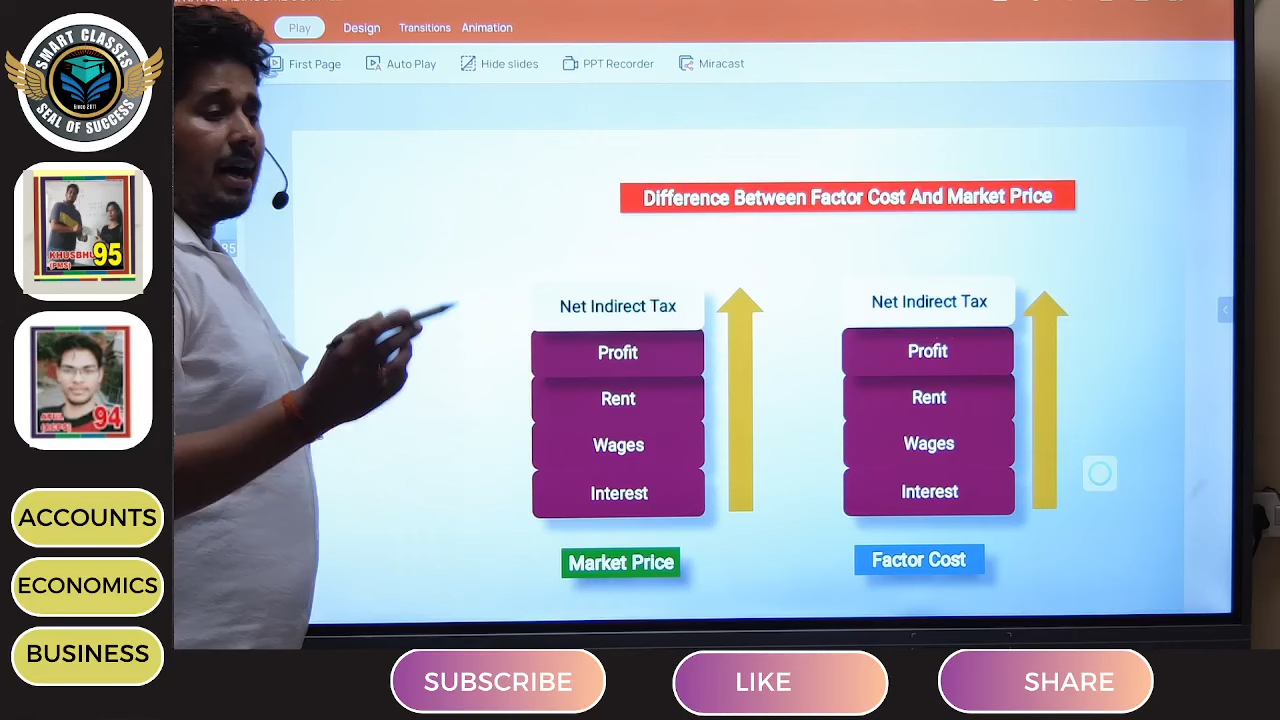 SMART CLASSES
Since 2011
SEAL OF SUCCESS
KHUSBHU
95
(PMS)
94
ACCOUNTS
ECONOMICS
BUSINESS
Play
Design
Transitions
Animation
First Page
Auto Play
Hide slides
PPT Recorder
Miracast
Difference Between Factor Cost And Market Price
Net Indirect Tax
Profit
Rent
Wages
Interest
Market Price
Net Indirect Tax
Profit
Rent
Wages
Interest
Factor Cost
SUBSCRIBE
LIKE
SHARE